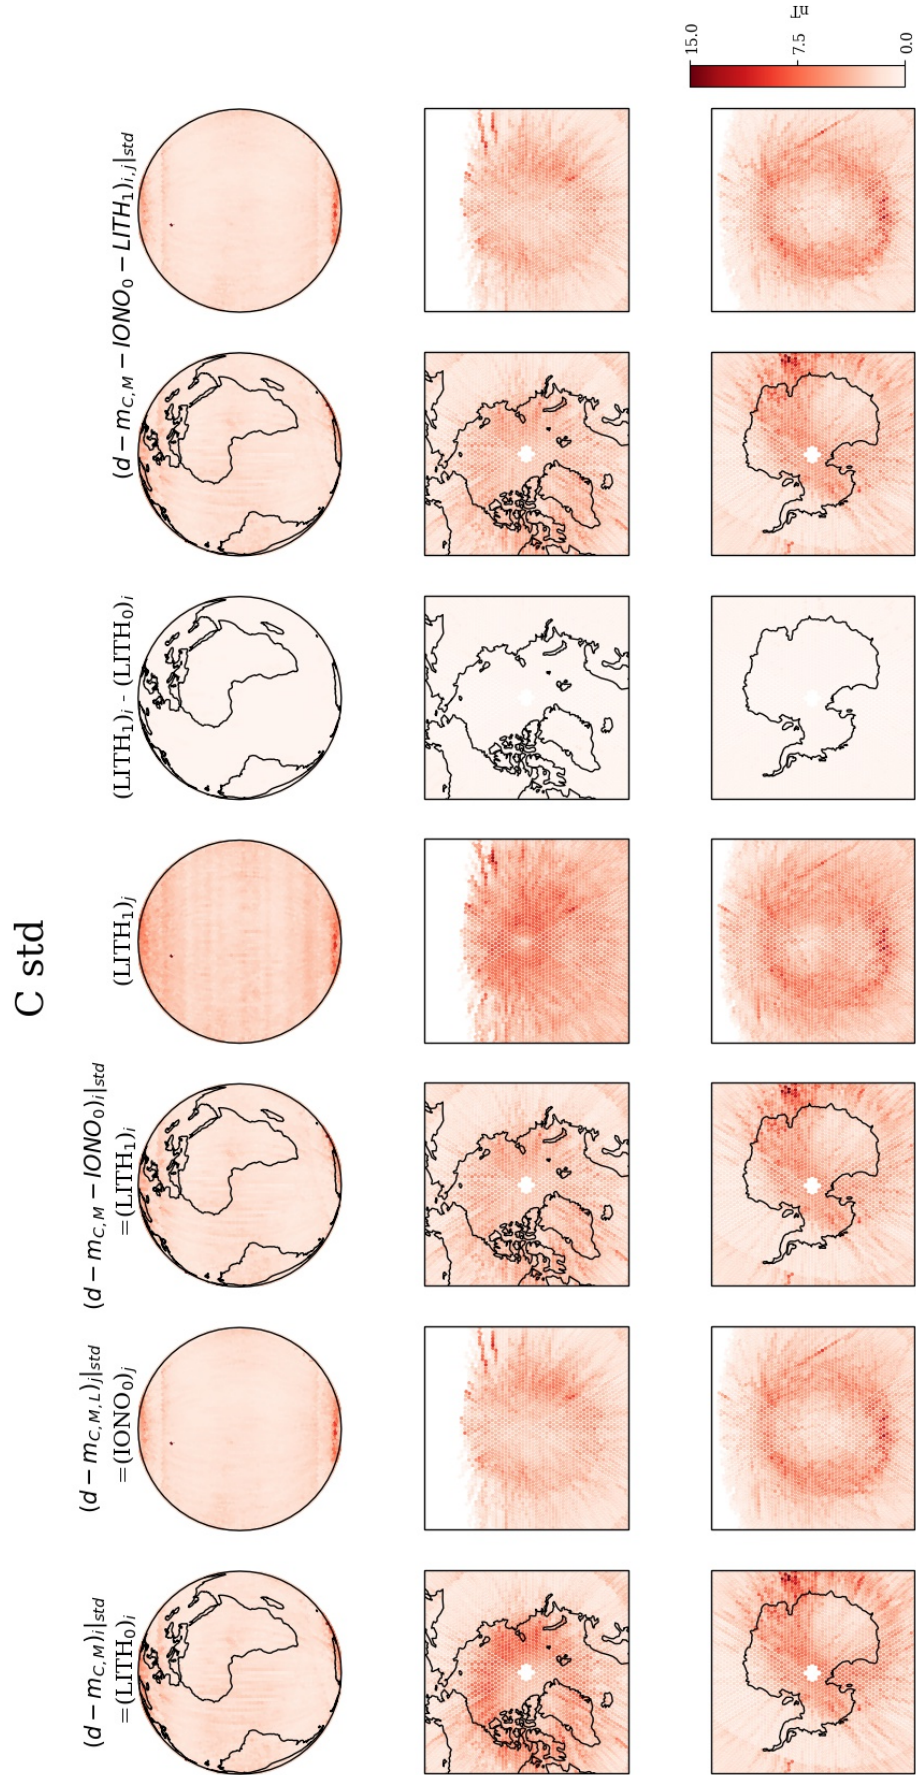 C std
(d − m_{C,M})_i|_{std}
=(LITH_0)_i
(d − m_{C,M,L})_j|_{std}
=(IONO_0)_j
(d − m_{C,M} − IONO_0)_i|_{std}
=(LITH_1)_i
(LITH_1)_j
(LITH_1)_i - (LITH_0)_i
(d − m_{C,M} − IONO_0 − LITH_1)_{i,j}|_{std}
15.0
7.5
0.0
nT